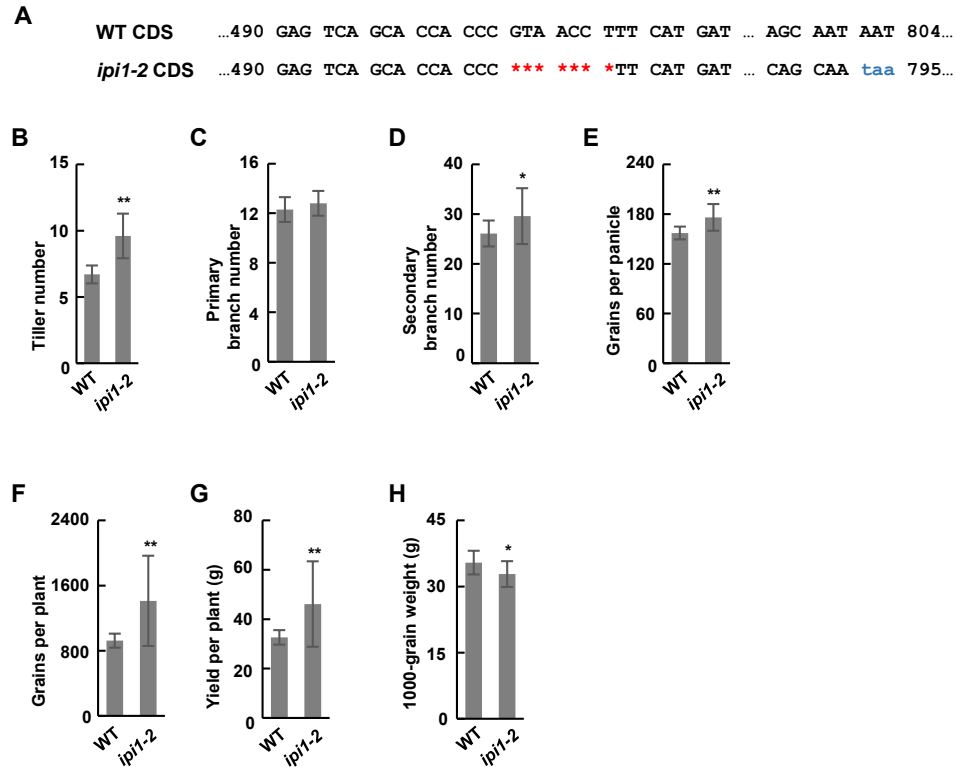 A
WT CDS …490 GAG TCA GCA CCA CCC GTA ACC TTT CAT GAT … AGC AAT AAT 804…
ipi1-2 CDS …490 GAG TCA GCA CCA CCC *** *** *TT CAT GAT … CAG CAA taa 795…
B
Tiller number
15
10
5
0
**
WT
ipi1-2
C
Primary
branch number
16
12
8
4
0
WT
ipi1-2
D
Secondary
branch number
40
30
20
10
0
*
WT
ipi1-2
E
Grains per panicle
240
180
120
60
0
**
WT
ipi1-2
F
Grains per plant
2400
1600
800
0
**
WT
ipi1-2
G
Yield per plant (g)
80
60
40
20
0
**
WT
ipi1-2
H
1000-grain weight (g)
45
30
15
0
*
WT
ipi1-2